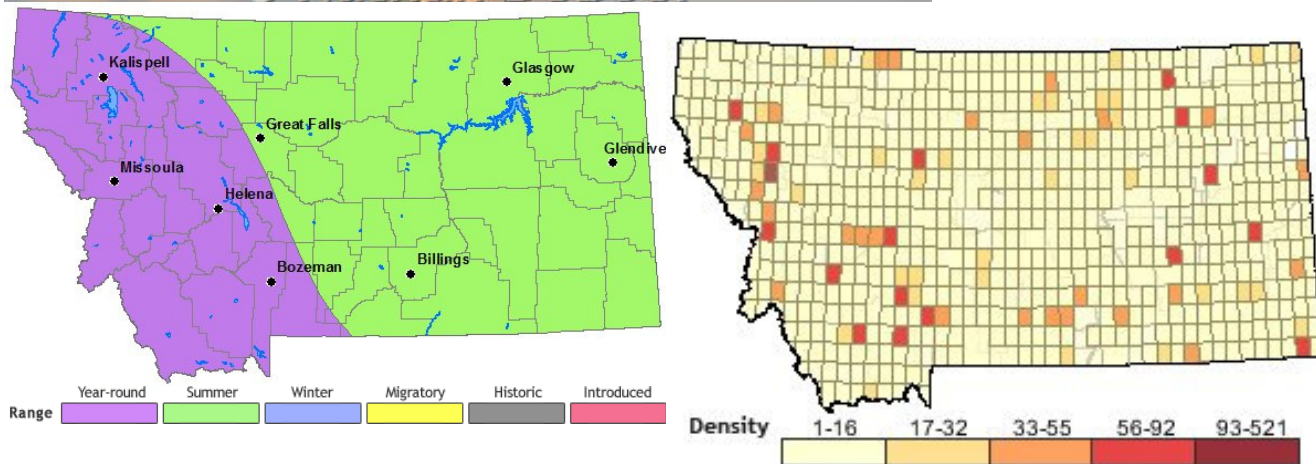 Kalispell
Glasgow
Great Falls
Glendive
Missoula
Helena
Bozeman
Billings
Year-round Summer Winter Migratory Historic Introduced
Range
Density 1-16 17-32 33-55 56-92 93-521